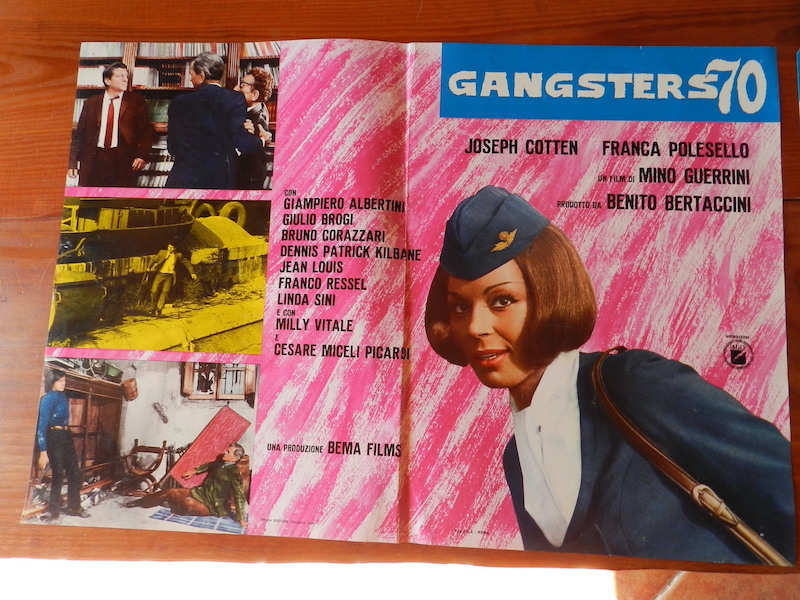 GANGSTERS '70
JOSEPH COTTEN FRANCA POLESELLO
UN FILM DI MINO GUERRINI
PRODOTTO DA BENITO BERTACCINI
CON
GIAMPIERO ALBERTINI
GIULIO BROGI
BRUNO CORAZZARI
DENNIS PATRICK KILBANE
JEAN LOUIS
FRANCO RESSEL
LINDA SINI
E CON
MILLY VITALE
E
CESARE MICELI PICARDI
UNA PRODUZIONE BEMA FILMS